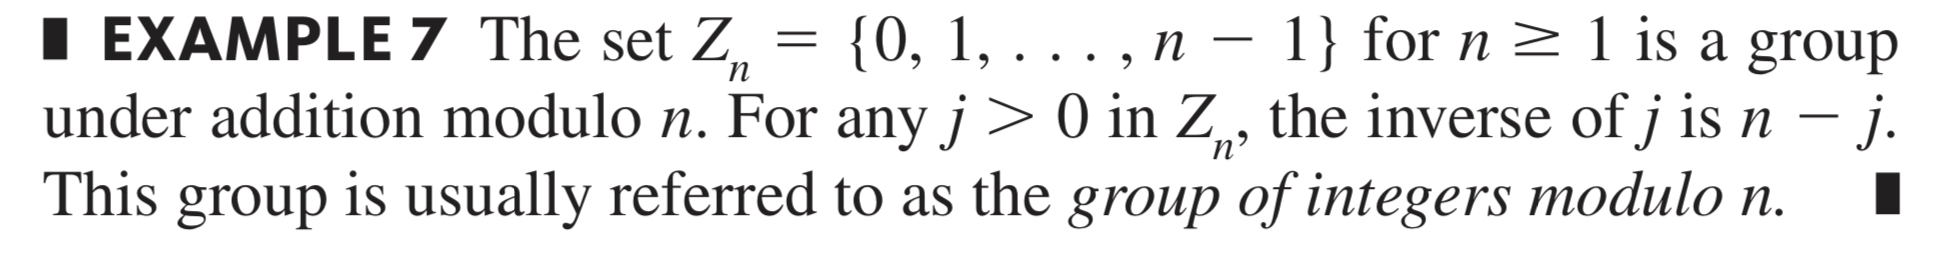 ▮ EXAMPLE 7 The set Zₙ = {0, 1, . . . , n − 1} for n ≥ 1 is a group
under addition modulo n. For any j > 0 in Zₙ, the inverse of j is n − j.
This group is usually referred to as the group of integers modulo n. ▮